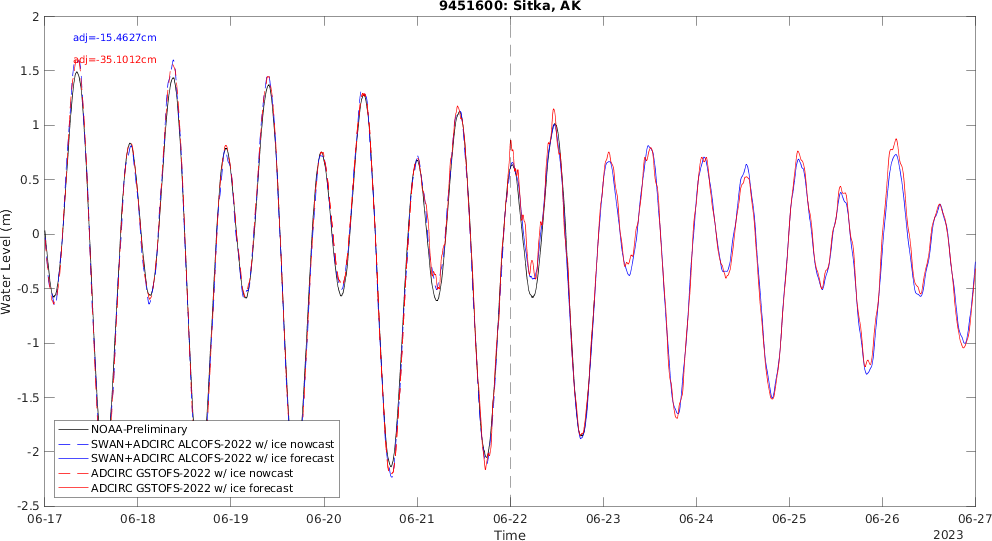 9451600: Sitka, AK
adj=-15.4627cm
adj=-35.1012cm
Water Level (m)
2
1.5
1
0.5
0
-0.5
-1
-1.5
-2
-2.5
NOAA-Preliminary
SWAN+ADCIRC ALCOFS-2022 w/ ice nowcast
SWAN+ADCIRC ALCOFS-2022 w/ ice forecast
ADCIRC GSTOFS-2022 w/ ice nowcast
ADCIRC GSTOFS-2022 w/ ice forecast
06-17 06-18 06-19 06-20 06-21 06-22 06-23 06-24 06-25 06-26 06-27
Time
2023